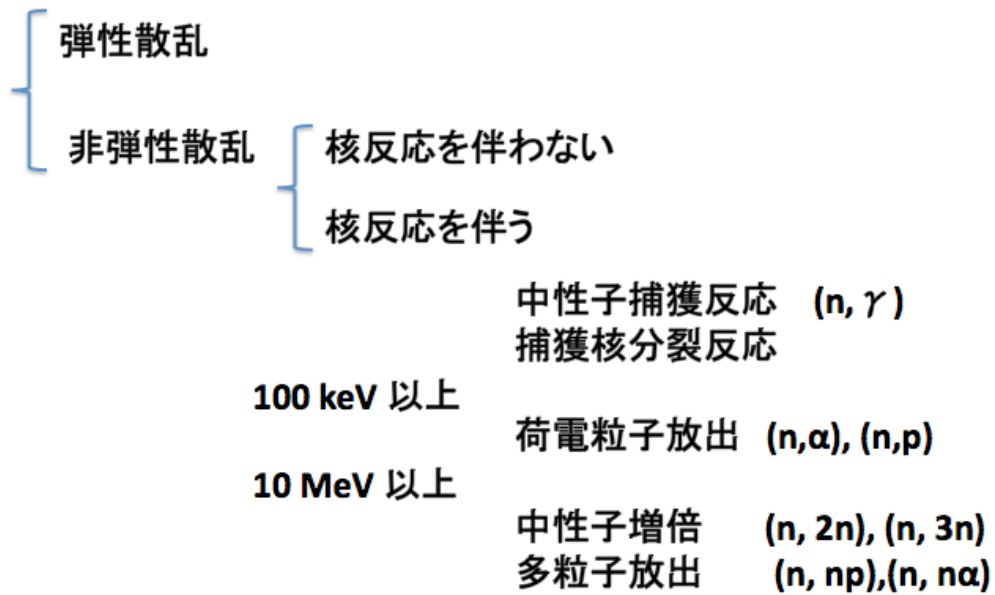 弾性散乱
非弾性散乱 核反応を伴わない
核反応を伴う
中性子捕獲反応 (n, γ)
捕獲核分裂反応
100 keV 以上
荷電粒子放出 (n,α), (n,p)
10 MeV 以上
中性子増倍 (n, 2n), (n, 3n)
多粒子放出 (n, np),(n, nα)